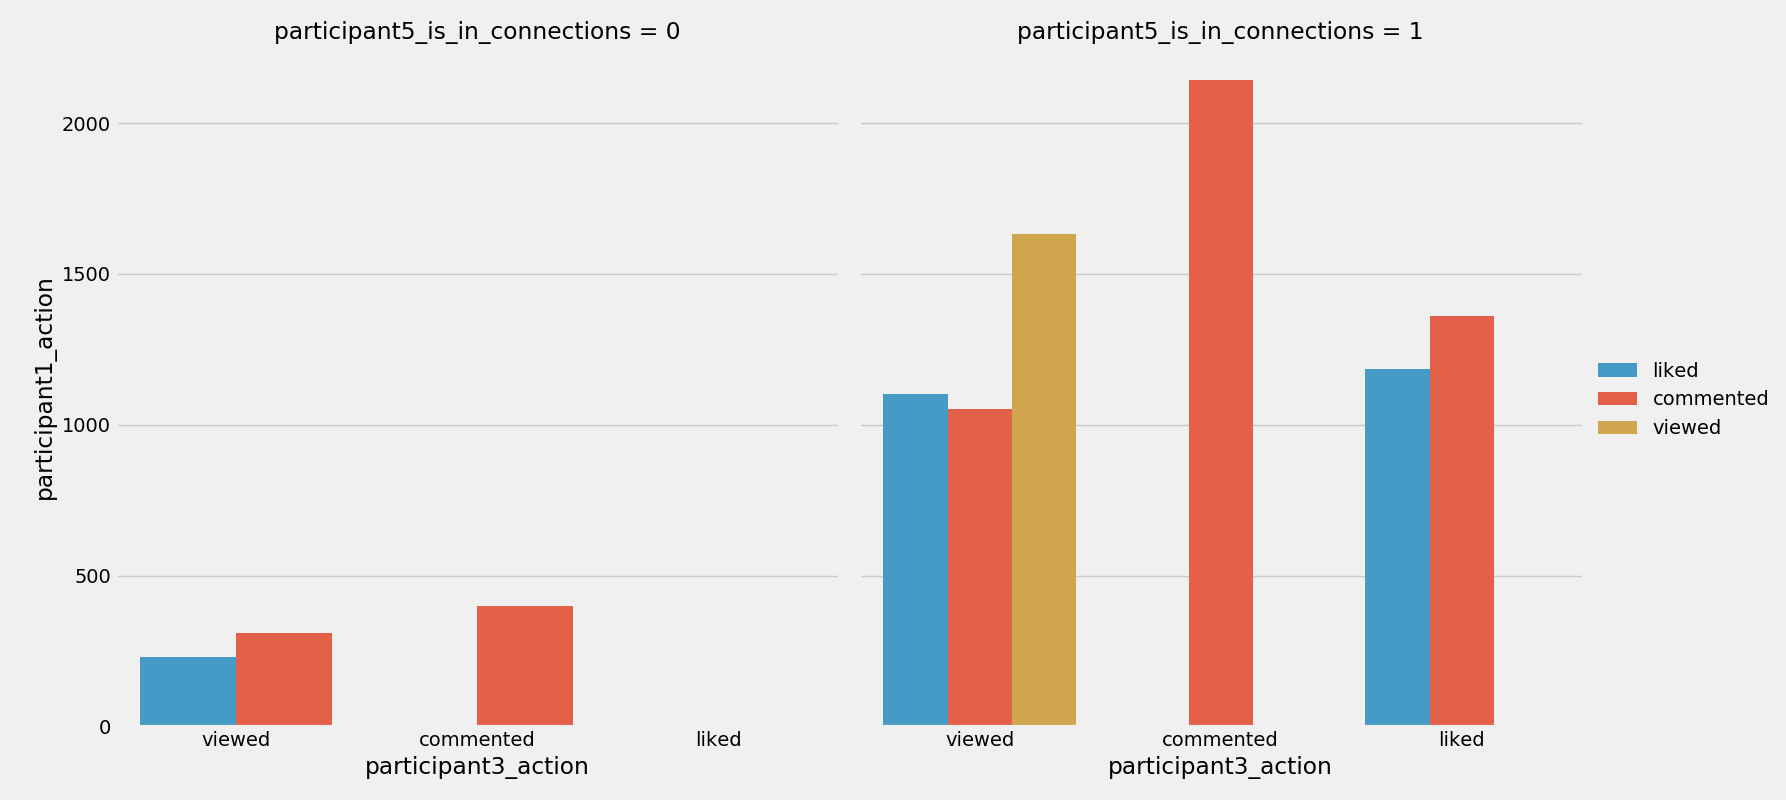 participant5_is_in_connections = 0
participant5_is_in_connections = 1
participant1_action
2000
1500
1000
500
0
viewed
commented
liked
participant3_action
viewed
commented
liked
participant3_action
liked
commented
viewed